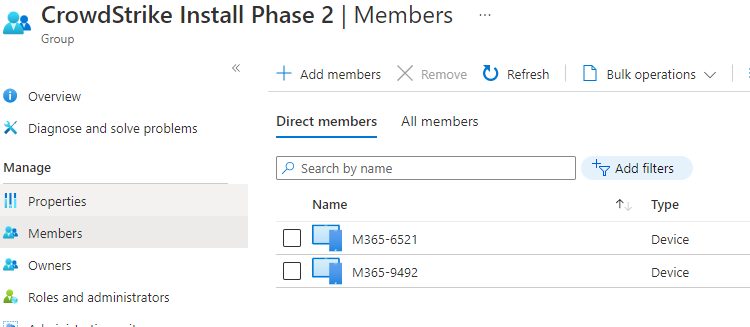 CrowdStrike Install Phase 2 | Members ...
Group
«
Add members Remove Refresh Bulk operations
Overview
Diagnose and solve problems
Direct members All members
Manage
Search by name Add filters
Properties
Name Type
Members
M365-6521 Device
Owners
M365-9492 Device
Roles and administrators